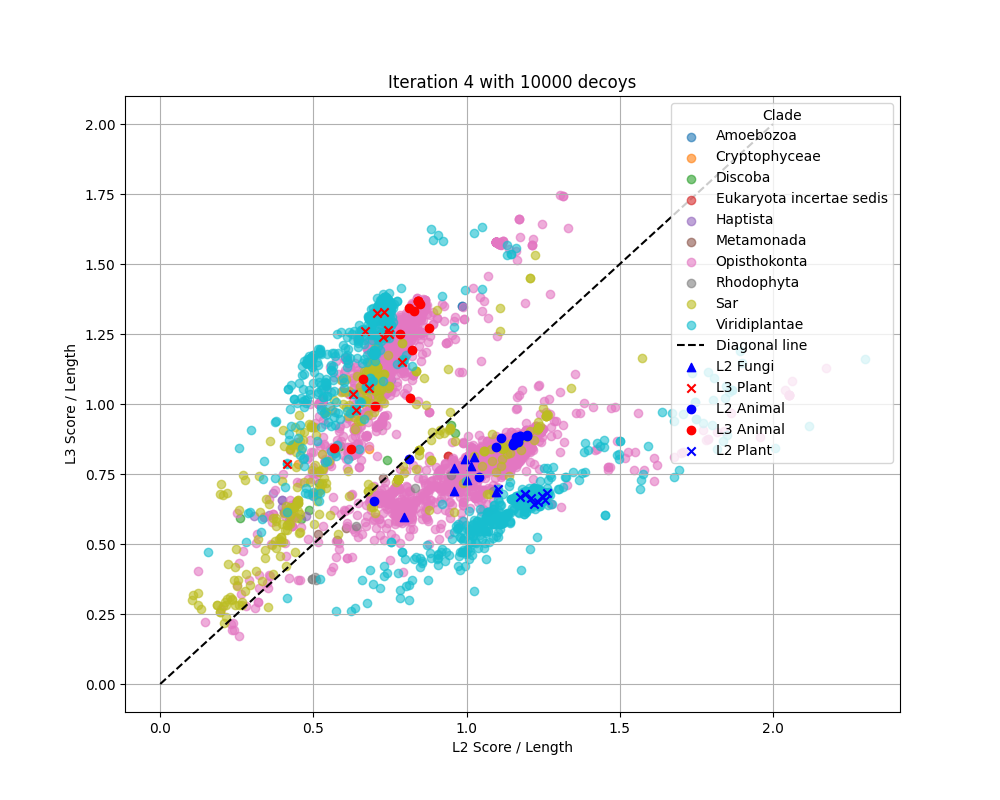 Iteration 4 with 10000 decoys
L3 Score / Length
2.00
1.75
1.50
1.25
1.00
0.75
0.50
0.25
0.00
Clade
Amoebozoa
Cryptophyceae
Discoba
Eukaryota incertae sedis
Haptista
Metamonada
Opisthokonta
Rhodophyta
Sar
Viridiplantae
Diagonal line
L2 Fungi
L3 Plant
L2 Animal
L3 Animal
L2 Plant
0.0 0.5 1.0 1.5 2.0
L2 Score / Length